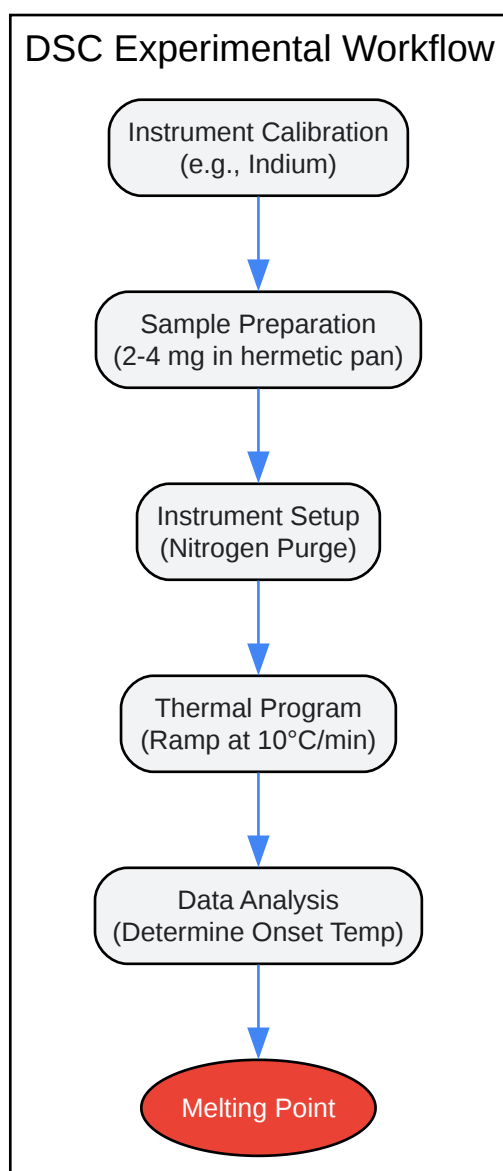 DSC Experimental Workflow
Instrument Calibration
(e.g., Indium)
Sample Preparation
(2-4 mg in hermetic pan)
Instrument Setup
(Nitrogen Purge)
Thermal Program
(Ramp at 10°C/min)
Data Analysis
(Determine Onset Temp)
Melting Point